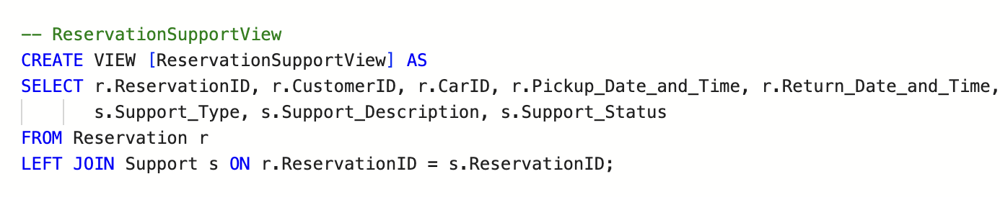 -- ReservationSupportView
CREATE VIEW [ReservationSupportView] AS
SELECT r.ReservationID, r.CustomerID, r.CarID, r.Pickup_Date_and_Time, r.Return_Date_and_Time,
s.Support_Type, s.Support_Description, s.Support_Status
FROM Reservation r
LEFT JOIN Support s ON r.ReservationID = s.ReservationID;